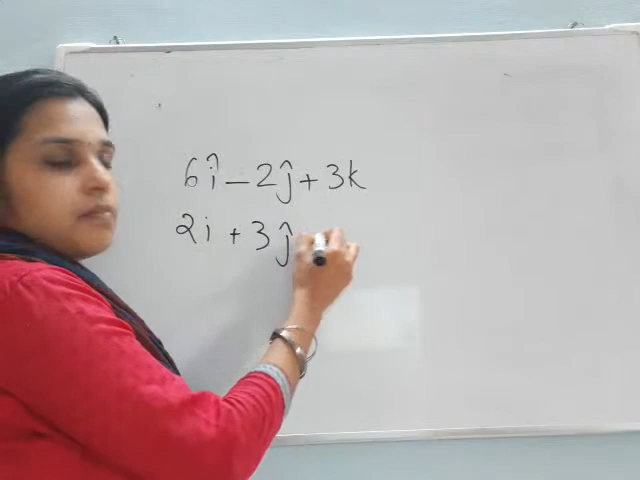 6î - 2ĵ + 3k
2i + 3ĵ